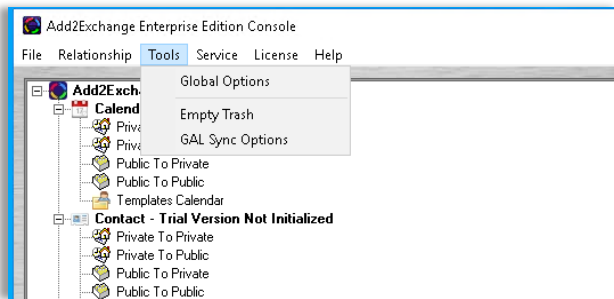 Add2Exchange Enterprise Edition Console
File Relationship Tools Service License Help
Global Options
Empty Trash
GAL Sync Options
Public To Private
Public To Public
Templates Calendar
Contact - Trial Version Not Initialized
Private To Private
Private To Public
Public To Private
Public To Public